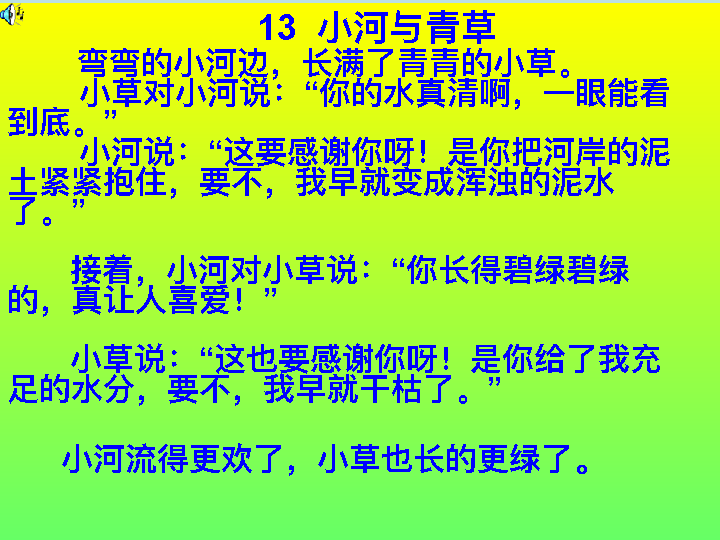 13 小河与青草
弯弯的小河边，长满了青青的小草。
小草对小河说：“你的水真清啊，一眼能看
到底。”
小河说：“这要感谢你呀！是你把河岸的泥
土紧紧抱住，要不，我早就变成浑浊的泥水
了。”
接着，小河对小草说：“你长得碧绿碧绿
的，真让人喜爱！”
小草说：“这也要感谢你呀！是你给了我充
足的水分，要不，我早就干枯了。”
小河流得更欢了，小草也长的更绿了。